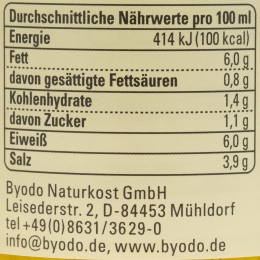 Durchschnittliche Nährwerte pro 100 ml
Energie 414 kJ (100 kcal)
Fett 6,0 g
davon gesättigte Fettsäuren 0,8 g
Kohlenhydrate 1,4 g
davon Zucker 1,1 g
Eiweiß 6,0 g
Salz 3,9 g
Byodo Naturkost GmbH
Leisederstr. 2, D-84453 Mühldorf
tel +49(0)8631/3629-0
info@byodo.de, www.byodo.de